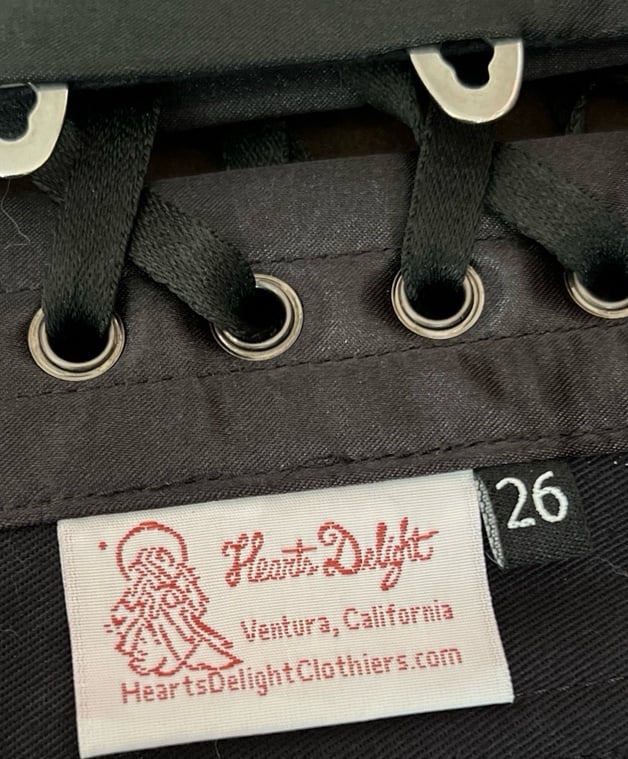 Hearts Delight
Ventura, California
HeartsDelightClothiers.com
26